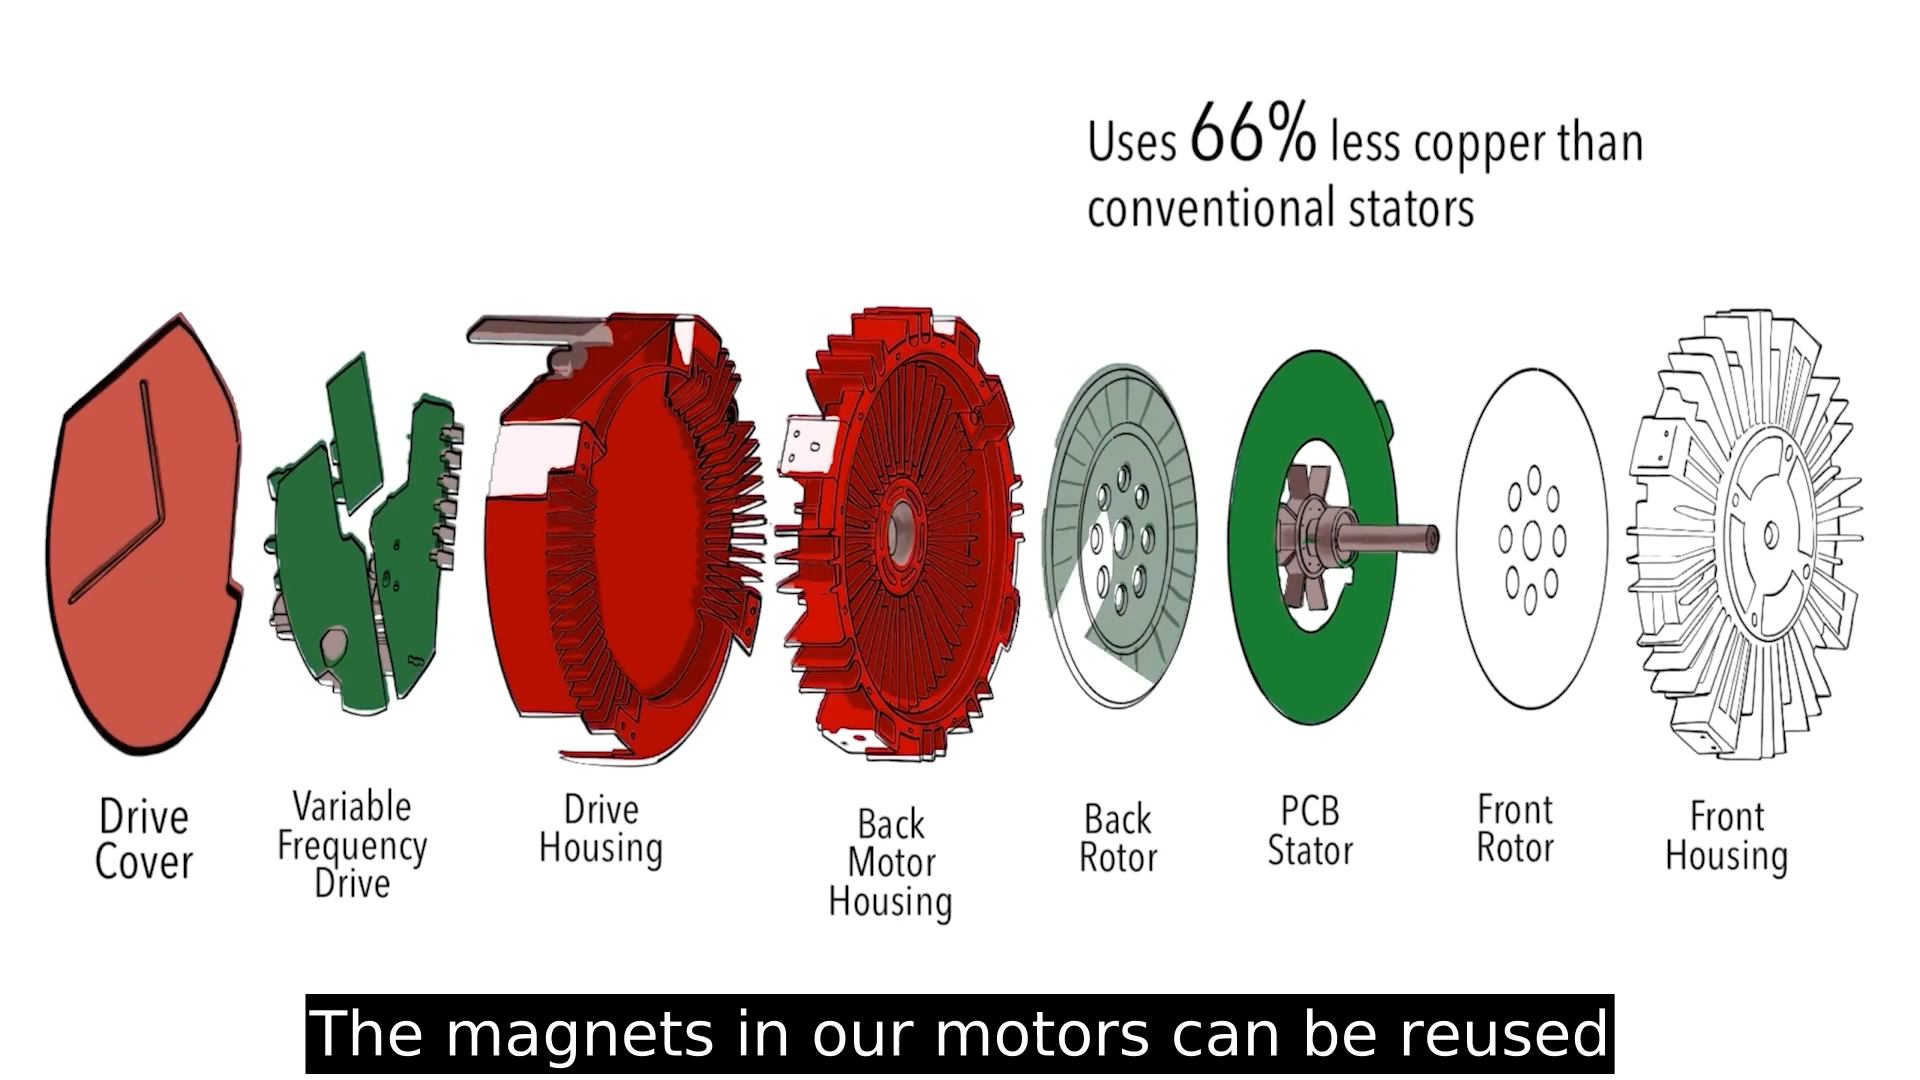 Uses 66% less copper than
conventional stators
Drive
Cover
Variable
Frequency
Drive
Drive
Housing
Back
Motor
Housing
Back
Rotor
PCB
Stator
Front
Rotor
Front
Housing
The magnets in our motors can be reused